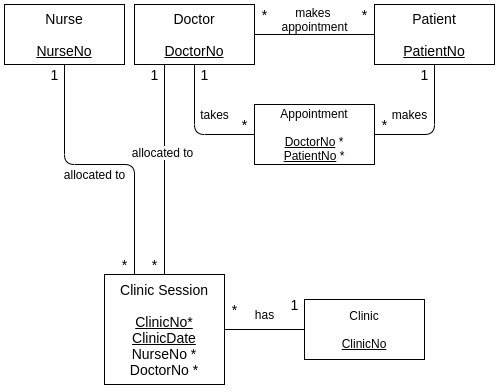 Nurse
NurseNo
Doctor
DoctorNo
Patient
PatientNo
* makes *
appointment
1
1
1
1
takes
*
Appointment
DoctorNo *
PatientNo *
*
makes
allocated to
allocated to
*
*
Clinic Session
ClinicNo*
ClinicDate
NurseNo *
DoctorNo *
*
has
1
Clinic
ClinicNo